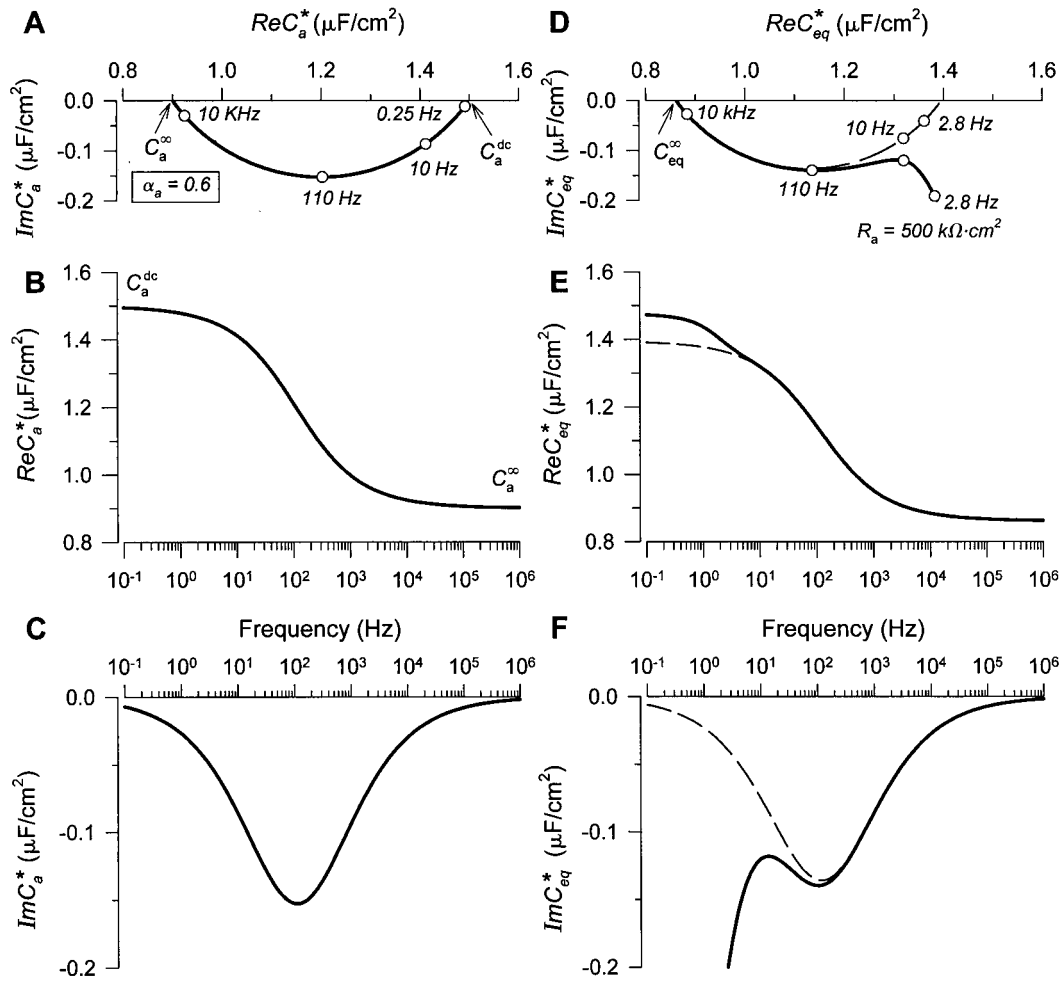 A
ReC*a (μF/cm²)
0.8 1.0 1.2 1.4 1.6
ImC*a (μF/cm²)
0.0
-0.1
-0.2
10 KHz
0.25 Hz
C∞a
Cdca
10 Hz
αa = 0.6
110 Hz
D
ReC*eq (μF/cm²)
0.8 1.0 1.2 1.4 1.6
ImC*eq (μF/cm²)
0.0
-0.1
-0.2
10 kHz
10 Hz
2.8 Hz
C∞eq
110 Hz
2.8 Hz
Ra = 500 kΩ·cm²
B
Cdca
ReC*a (μF/cm²)
1.6
1.4
1.2
1.0
0.8
C∞a
10⁻¹ 10⁰ 10¹ 10² 10³ 10⁴ 10⁵ 10⁶
Frequency (Hz)
E
ReC*eq (μF/cm²)
1.6
1.4
1.2
1.0
0.8
10⁻¹ 10⁰ 10¹ 10² 10³ 10⁴ 10⁵ 10⁶
Frequency (Hz)
C
10⁻¹ 10⁰ 10¹ 10² 10³ 10⁴ 10⁵ 10⁶
ImC*a (μF/cm²)
0.0
-0.1
-0.2
F
10⁻¹ 10⁰ 10¹ 10² 10³ 10⁴ 10⁵ 10⁶
ImC*eq (μF/cm²)
0.0
-0.1
-0.2